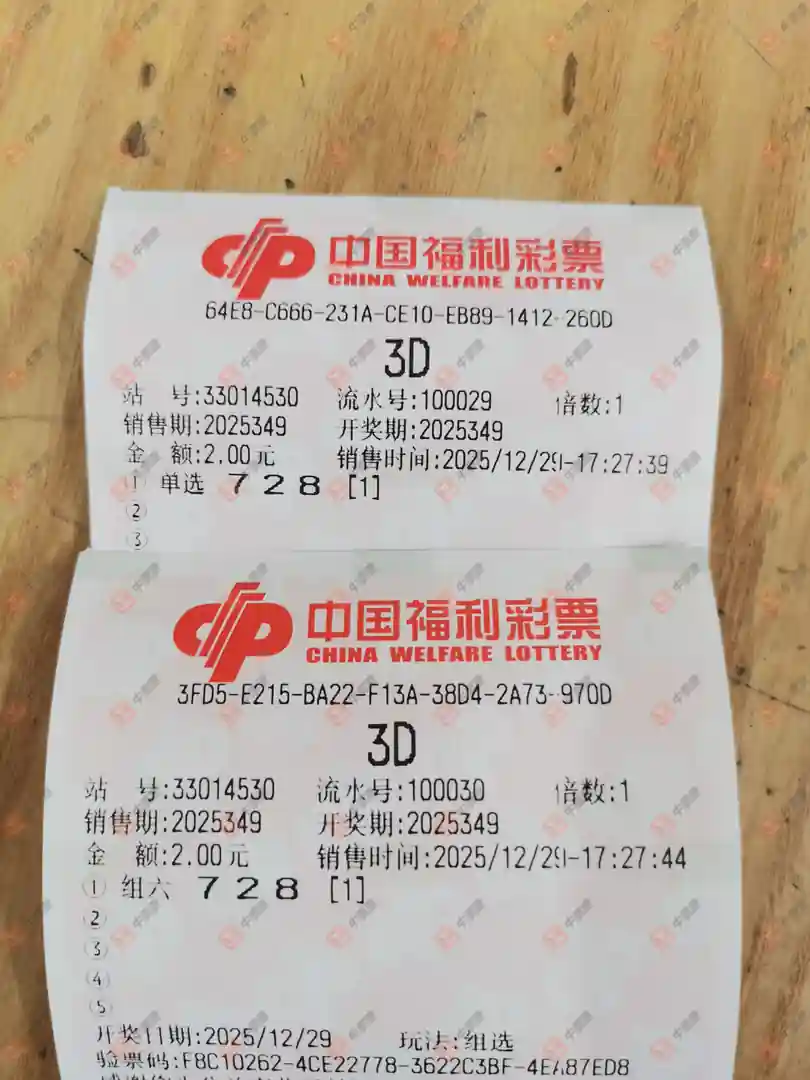 中国福利彩票
CHINA WELFARE LOTTERY
64E8-C666-231A-CE10-EB89-1412-260D
3D
站 号:33014530 流水号:100029 倍数:1
销售期:2025349 开奖期:2025349
金 额:2.00元 销售时间:2025/12/29-17:27:39
① 单选 7 2 8 [1]
②
③
中国福利彩票
CHINA WELFARE LOTTERY
3FD5-E215-BA22-F13A-38D4-2A73-970D
3D
站 号:33014530 流水号:100030 倍数:1
销售期:2025349 开奖期:2025349
金 额:2.00元 销售时间:2025/12/29-17:27:44
① 组六 7 2 8 [1]
②
③
④
⑤
开奖日期:2025/12/29 玩法:组选
验票码:F8C10262-4CE22778-3622C3BF-4EA87ED8